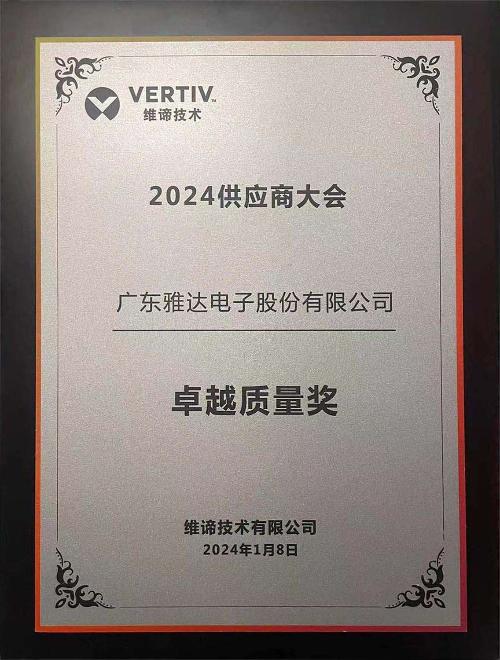 VERTIV™
维谛技术
2024供应商大会
广东雅达电子股份有限公司
卓越质量奖
维谛技术有限公司
2024年1月8日